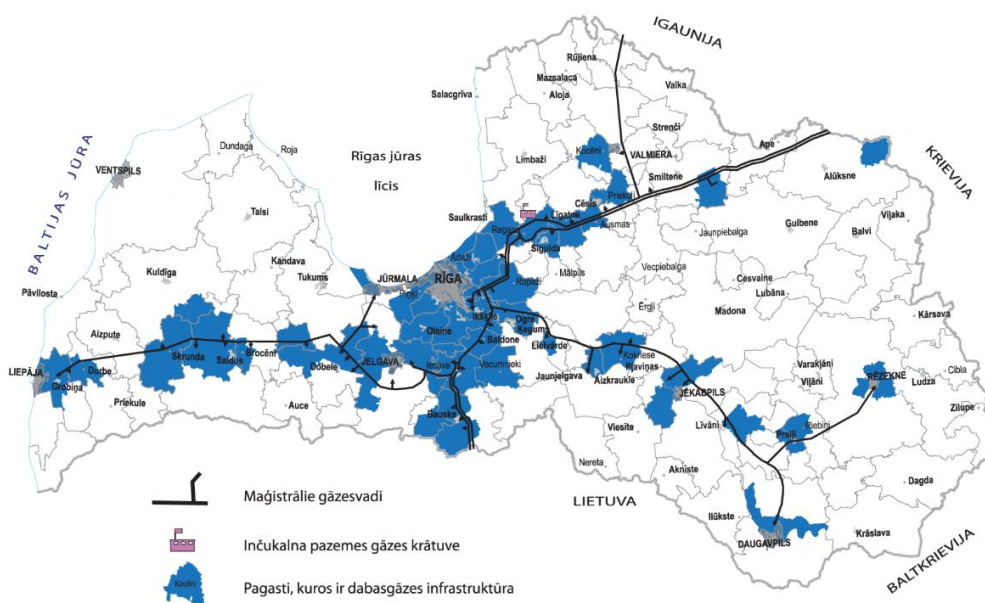 IGAUNIJA
Rūjiena
Mazsalaca
Aloja
Valka
Salacgrīva
Strenči
Kocēni
VALMIERA
Ape
Limbaži
Smiltene
Alūksne
KRIEVIJA
BALTIJAS JŪRA
Dundaga
Roja
Rīgas jūras
līcis
VENTSPILS
Priekuļi
Cēsis
Līgatne
Talsi
Saulkrasti
Ragana
Ausmas
Sigulda
Jaunpiebalga
Gulbene
Viļaka
Balvi
Ādaži
Kuldīga
Kandava
Tukums
JŪRMALA
RĪGA
Ropaži
Mālpils
Vecpiebalga
Cesvaine
Lubāna
Pāvilosta
Piņķi
Ērgļi
Madona
Kārsava
Aizpute
Olaine
Ikšķile
Ogre
Ķegums
Baldone
Lielvārde
Skrunda
Saldus
Brocēni
Dobele
JELGAVA
Iecava
Vecumnieki
Koknese
Pļaviņas
Varakļāni
Viļāni
RĒZEKNE
Ludza
Cibla
LIEPĀJA
Grobiņa
Durbe
Jaunjelgava
Aizkraukle
JĒKABPILS
Zilupe
Priekule
Auce
Bauska
Viesīte
Līvāni
Preiļi
Riebiņi
Nereta
Aknīste
Dagda
LIETUVA
Ilūkste
DAUGAVPILS
Krāslava
BALTKRIEVIJA
Maģistrālie gāzesvadi
Inčukalna pazemes gāzes krātuve
Kocēni
Pagasti, kuros ir dabasgāzes infrastruktūra